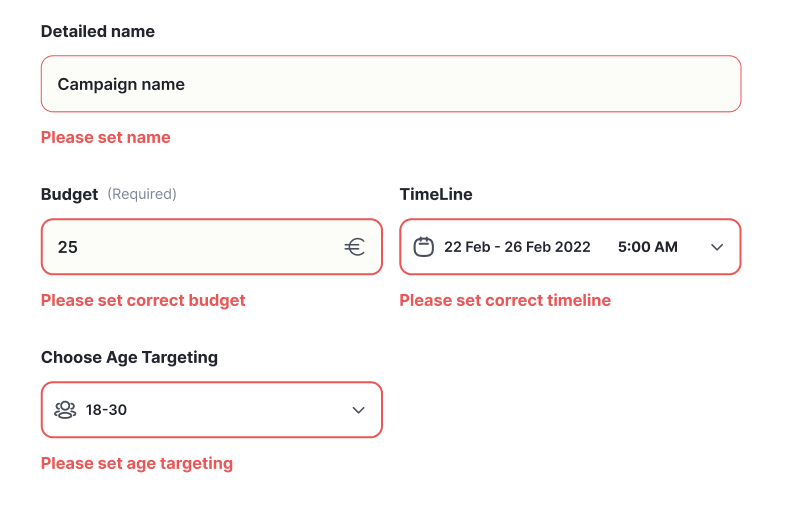 Detailed name
Campaign name
Please set name
Budget (Required) TimeLine
25 € 22 Feb - 26 Feb 2022 5:00 AM
Please set correct budget Please set correct timeline
Choose Age Targeting
18-30
Please set age targeting